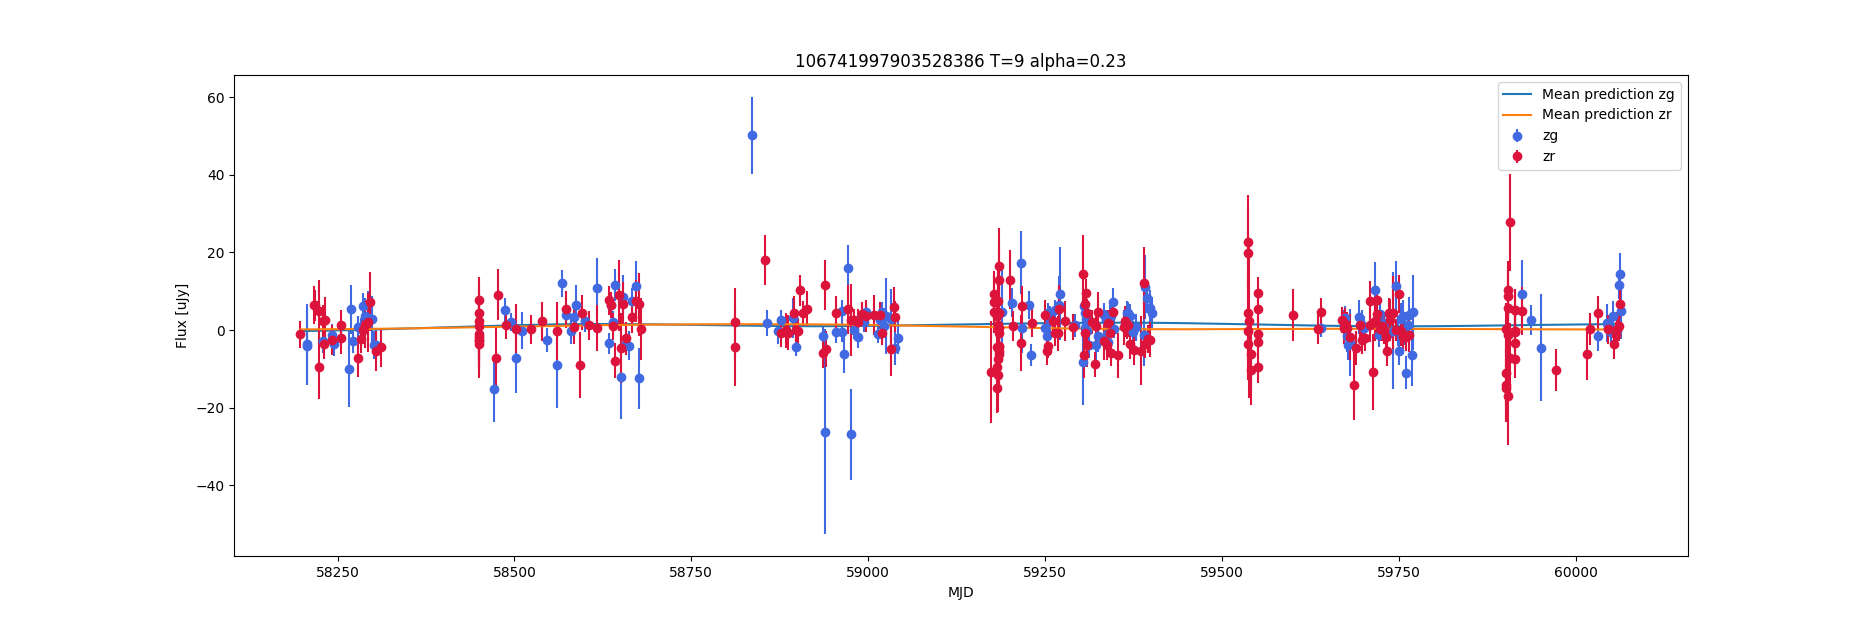 106741997903528386 T=9 alpha=0.23
Mean prediction zg
Mean prediction zr
zg
zr
Flux [uJy]
60
40
20
0
−20
−40
58250
58500
58750
59000
59250
59500
59750
60000
MJD